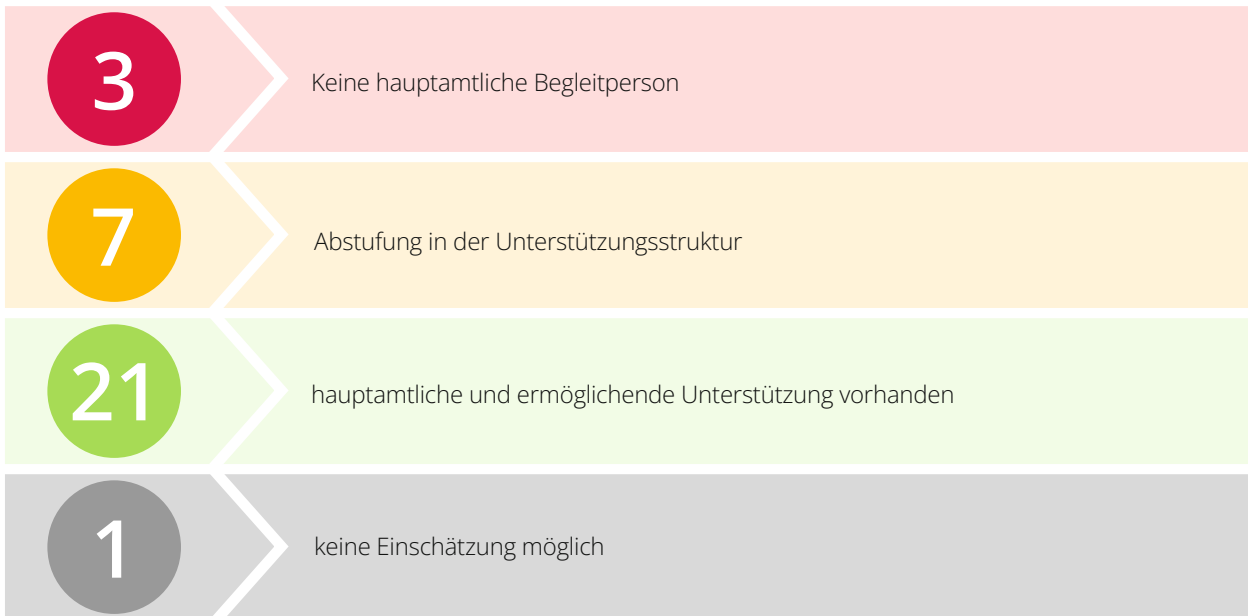 3
Keine hauptamtliche Begleitperson
7
Abstufung in der Unterstützungsstruktur
21
hauptamtliche und ermöglichende Unterstützung vorhanden
1
keine Einschätzung möglich